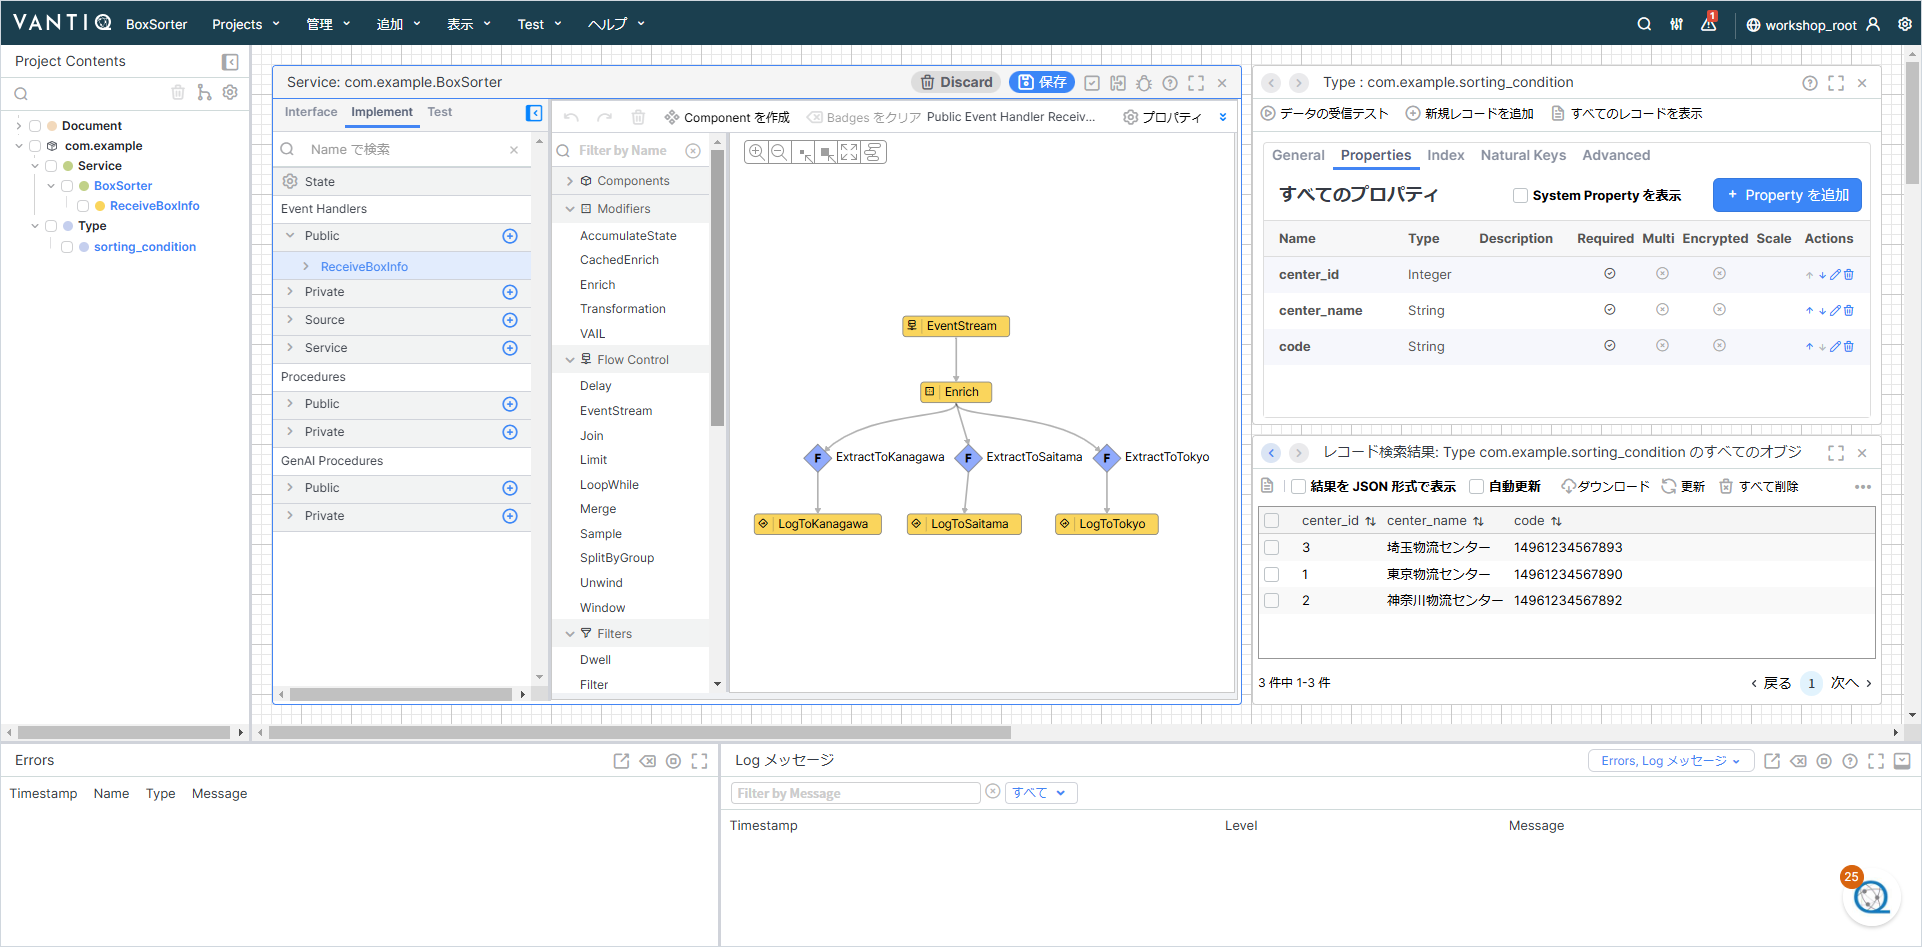 VANTIQ BoxSorter Projects 管理 追加 表示 Test ヘルプ 1 workshop_root
Project Contents
Document
com.example
Service
BoxSorter
ReceiveBoxInfo
Type
sorting_condition
Service: com.example.BoxSorter Discard 保存
Interface Implement Test
Name で検索
State
Event Handlers
Public
ReceiveBoxInfo
Private
Source
Service
Procedures
Public
Private
GenAI Procedures
Public
Private
Component を作成 Badges をクリア Public Event Handler Receiv... プロパティ
Filter by Name
Components
Modifiers
AccumulateState
CachedEnrich
Enrich
Transformation
VAIL
Flow Control
Delay
EventStream
Join
Limit
LoopWhile
Merge
Sample
SplitByGroup
Unwind
Window
Filters
Dwell
Filter
EventStream
Enrich
F ExtractToKanagawa F ExtractToSaitama F ExtractToTokyo
LogToKanagawa LogToSaitama LogToTokyo
Type : com.example.sorting_condition
データの受信テスト 新規レコードを追加 すべてのレコードを表示
General Properties Index Natural Keys Advanced
すべてのプロパティ System Property を表示 + Property を追加
Name Type Description Required Multi Encrypted Scale Actions
center_id Integer
center_name String
code String
レコード検索結果: Type com.example.sorting_condition のすべてのオブジ
結果を JSON 形式で表示 自動更新 ダウンロード 更新 すべて削除
center_id center_name code
3 埼玉物流センター 14961234567893
1 東京物流センター 14961234567890
2 神奈川物流センター 14961234567892
3 件中 1-3 件 戻る 1 次へ
Errors
Timestamp Name Type Message
Log メッセージ Errors, Log メッセージ
Filter by Message すべて
Timestamp Level Message
25